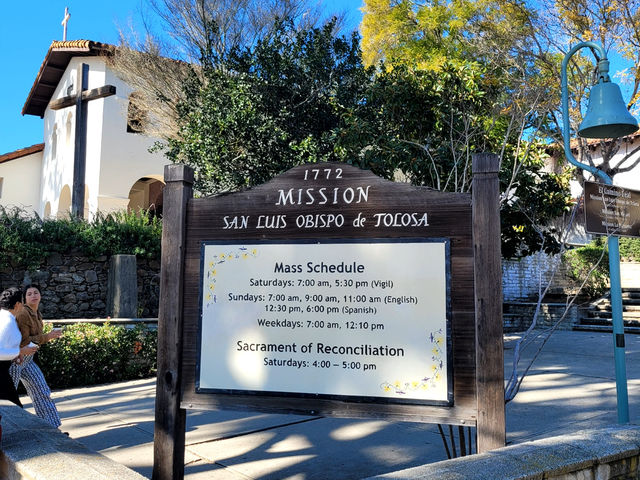 1772
MISSION
SAN LUIS OBISPO de TOLOSA
Mass Schedule
Saturdays: 7:00 am, 5:30 pm (Vigil)
Sundays: 7:00 am, 9:00 am, 11:00 am (English)
12:30 pm, 6:00 pm (Spanish)
Weekdays: 7:00 am, 12:10 pm
Sacrament of Reconciliation
Saturdays: 4:00 – 5:00 pm